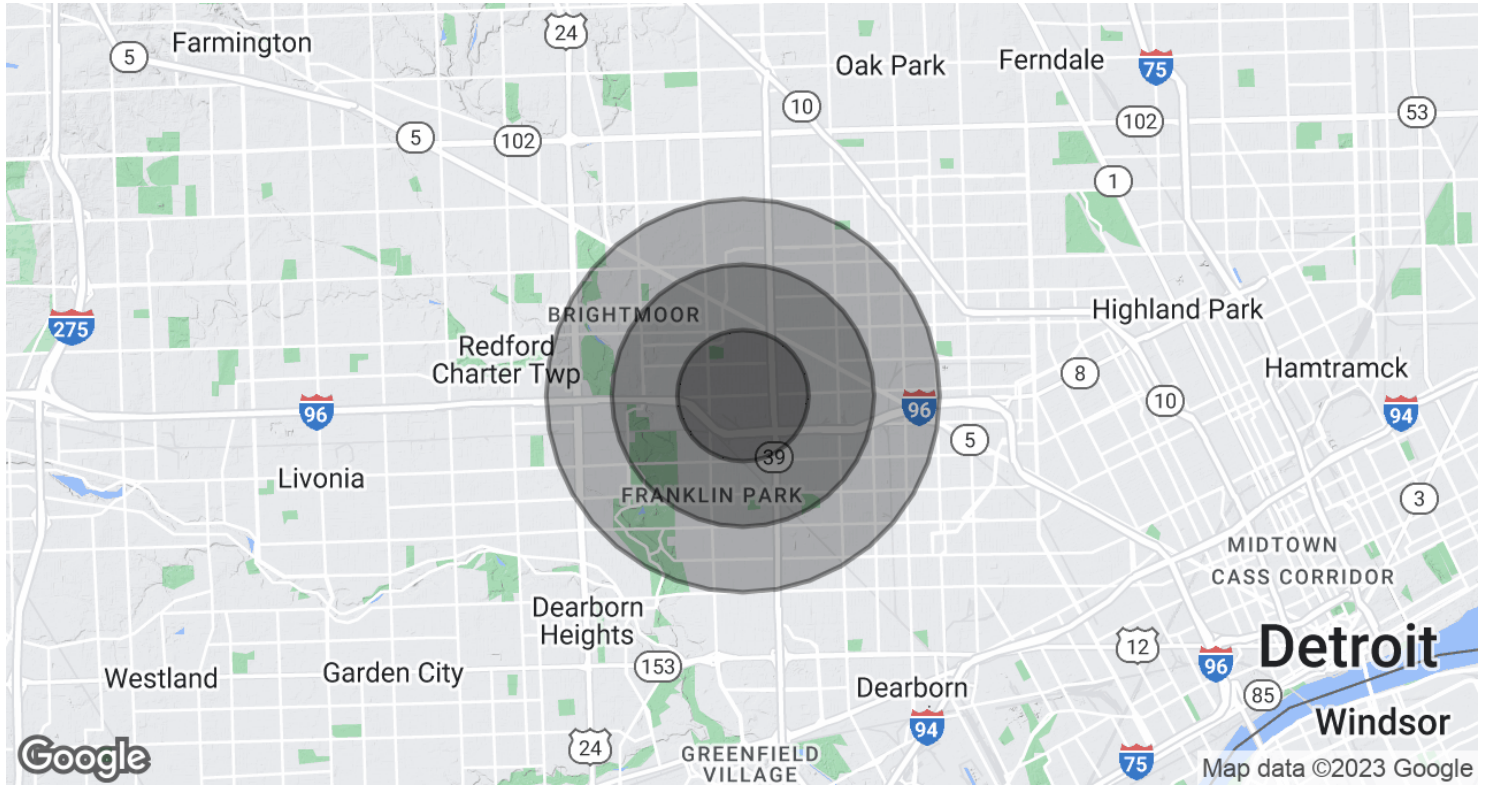 Farmington
5
24
Oak Park
Ferndale
75
10
5
102
102
53
1
BRIGHTMOOR
Highland Park
275
Redford
Charter Twp
Hamtramck
8
96
96
10
94
5
39
Livonia
FRANKLIN PARK
3
MIDTOWN
CASS CORRIDOR
Dearborn
Heights
12
Detroit
153
96
Westland
Garden City
Dearborn
85
94
Windsor
24
GREENFIELD
VILLAGE
75
Google
Map data ©2023 Google